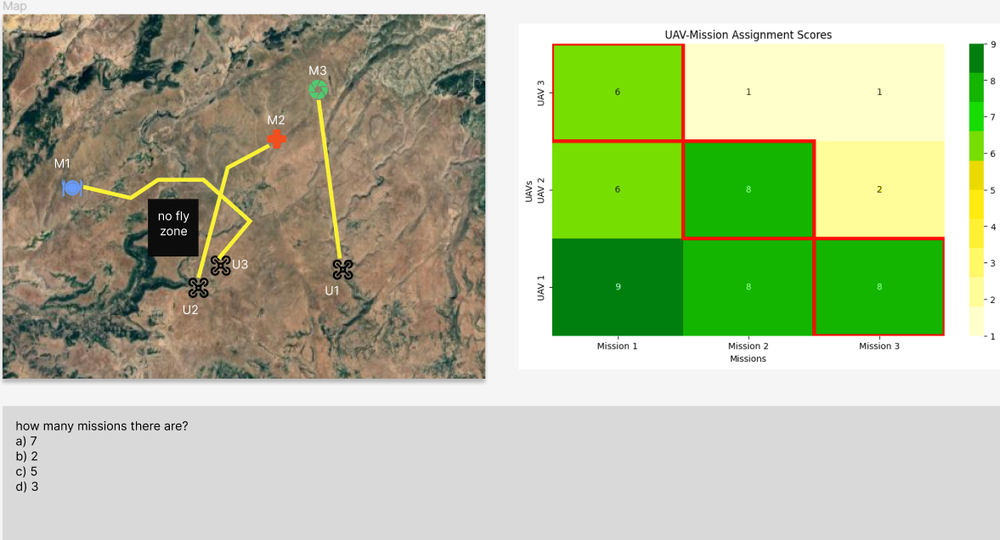 Map
M3
M2
M1
no fly
zone
U3
U1
U2
UAV-Mission Assignment Scores
UAVs
UAV 3
UAV 2
UAV 1
6 1 1
6 8 2
9 8 8
Mission 1 Mission 2 Mission 3
Missions
9
8
7
6
5
4
3
2
1
how many missions there are?
a) 7
b) 2
c) 5
d) 3